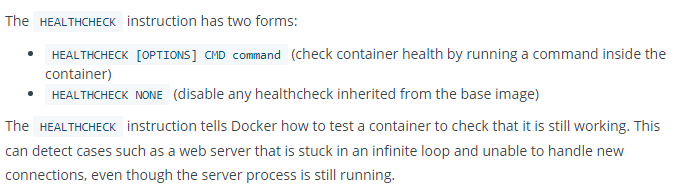 The HEALTHCHECK instruction has two forms:
HEALTHCHECK [OPTIONS] CMD command (check container health by running a command inside the
container)
HEALTHCHECK NONE (disable any healthcheck inherited from the base image)
The HEALTHCHECK instruction tells Docker how to test a container to check that it is still working. This
can detect cases such as a web server that is stuck in an infinite loop and unable to handle new
connections, even though the server process is still running.